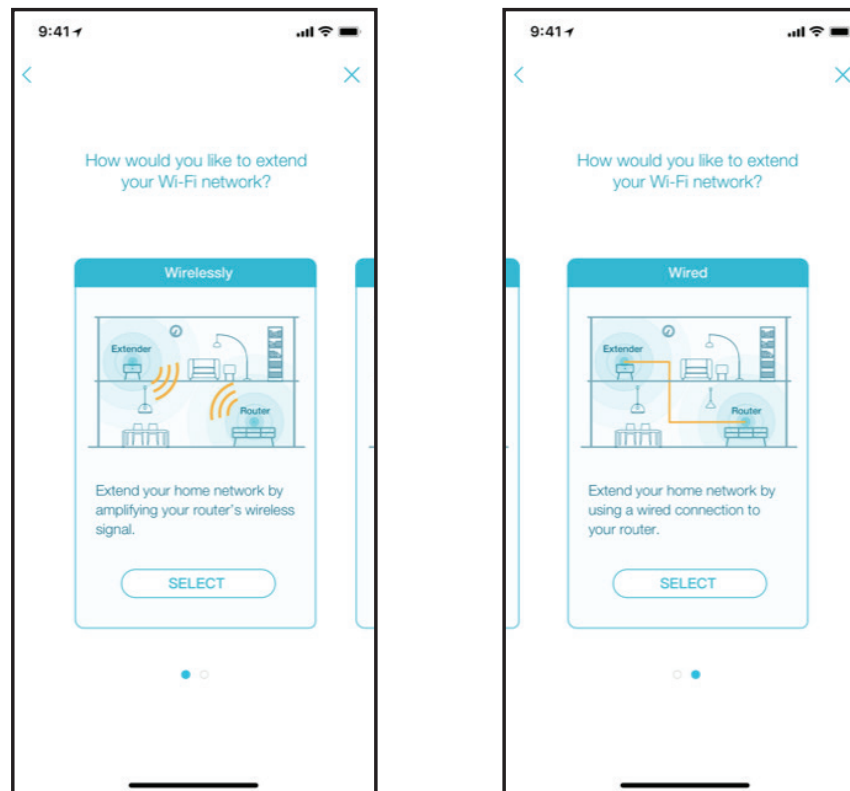 9:41
How would you like to extend
your Wi-Fi network?
Wirelessly
Extender
Router
Extend your home network by
amplifying your router's wireless
signal.
SELECT
9:41
How would you like to extend
your Wi-Fi network?
Wired
Extender
Router
Extend your home network by
using a wired connection to
your router.
SELECT